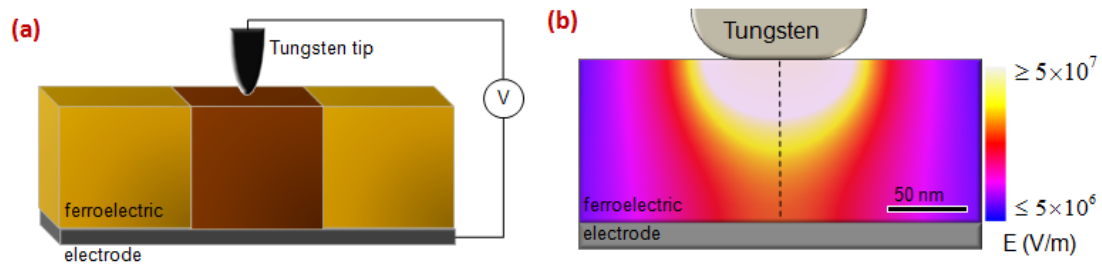 (a)
Tungsten tip
V
ferroelectric
electrode
(b)
Tungsten
≥ 5×10⁷
50 nm
ferroelectric
≤ 5×10⁶
electrode
E (V/m)